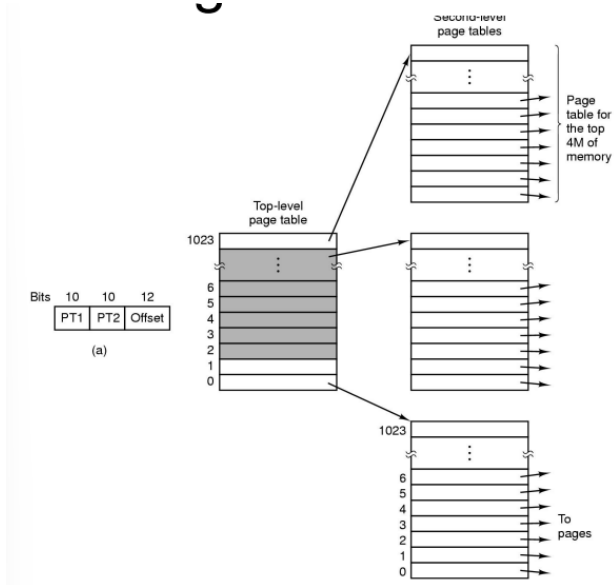 g
Second-level
page tables
Page
table for
the top
4M of
memory
Top-level
page table
1023
6
5
4
3
2
1
0
Bits 10 10 12
PT1 PT2 Offset
(a)
1023
6
5
4
3
2
1
0
To
pages